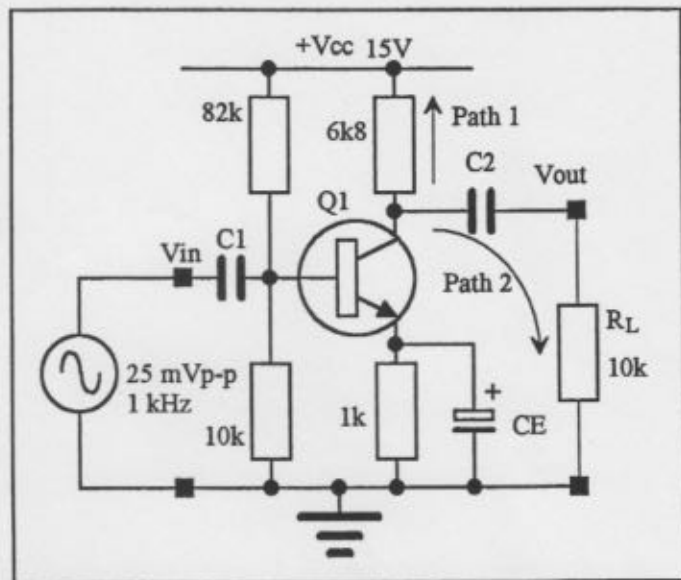 +Vcc 15V
82k
6k8
Path 1
C2
Vout
Q1
Vin
C1
Path 2
RL
10k
25 mVp-p
1 kHz
10k
1k
+
CE